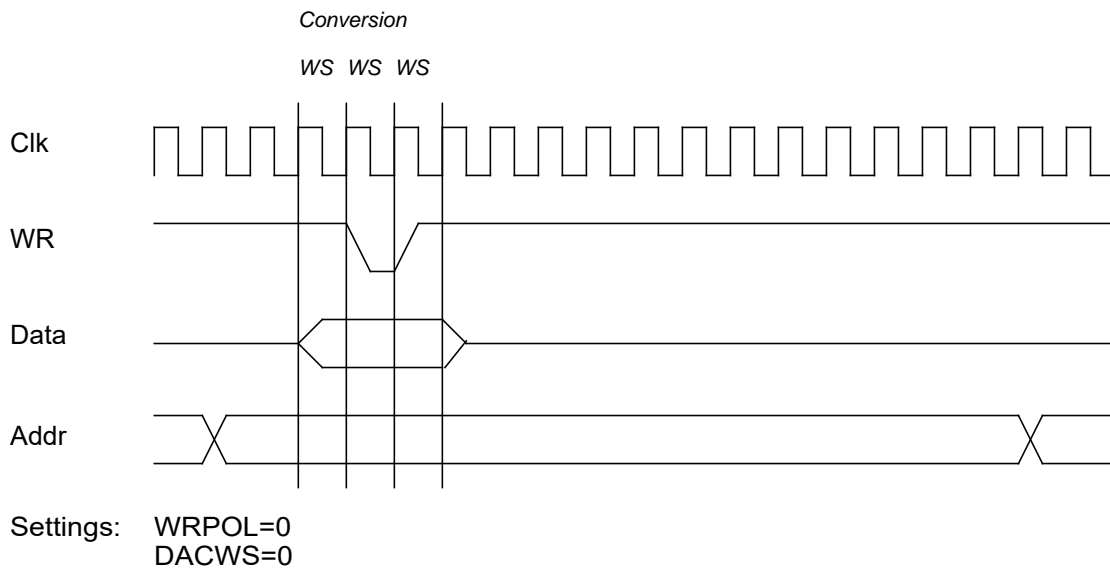 Conversion
WS WS WS
Clk
WR
Data
Addr
Settings: WRPOL=0
DACWS=0